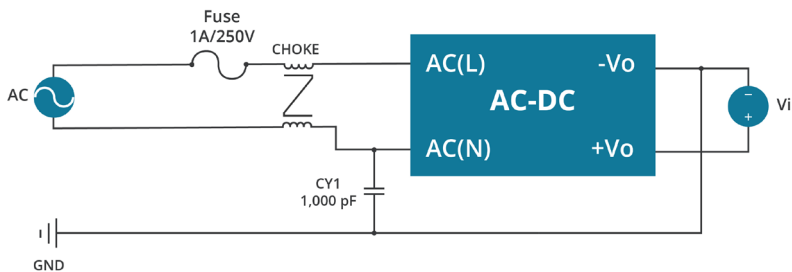 Fuse
1A/250V
CHOKE
AC(L)
-Vo
AC
AC-DC
−
Vi
+
AC(N)
+Vo
CY1
1,000 pF
GND